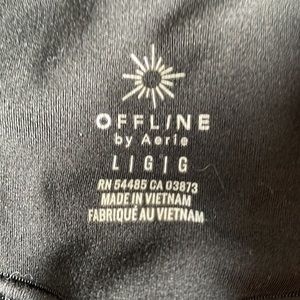 OFFLINE
by Aerie
L|G|G
RN 54485 CA 03873
MADE IN VIETNAM
FABRIQUÉ AU VIETNAM